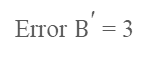 Error B′ = 3